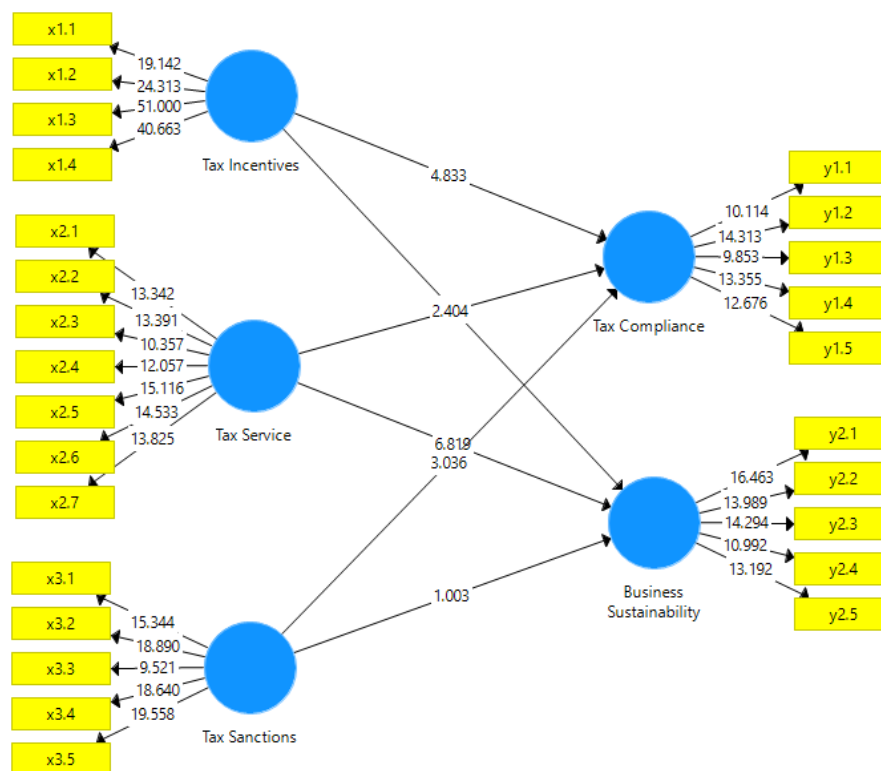 x1.1
x1.2
x1.3
x1.4
19.142
24.313
51.000
40.663
Tax Incentives
x2.1
x2.2
x2.3
x2.4
x2.5
x2.6
x2.7
13.342
13.391
10.357
12.057
15.116
14.533
13.825
Tax Service
x3.1
x3.2
x3.3
x3.4
x3.5
15.344
18.890
9.521
18.640
19.558
Tax Sanctions
4.833
2.404
6.819
3.036
1.003
Tax Compliance
10.114
14.313
9.853
13.355
12.676
y1.1
y1.2
y1.3
y1.4
y1.5
Business
Sustainability
16.463
13.989
14.294
10.992
13.192
y2.1
y2.2
y2.3
y2.4
y2.5